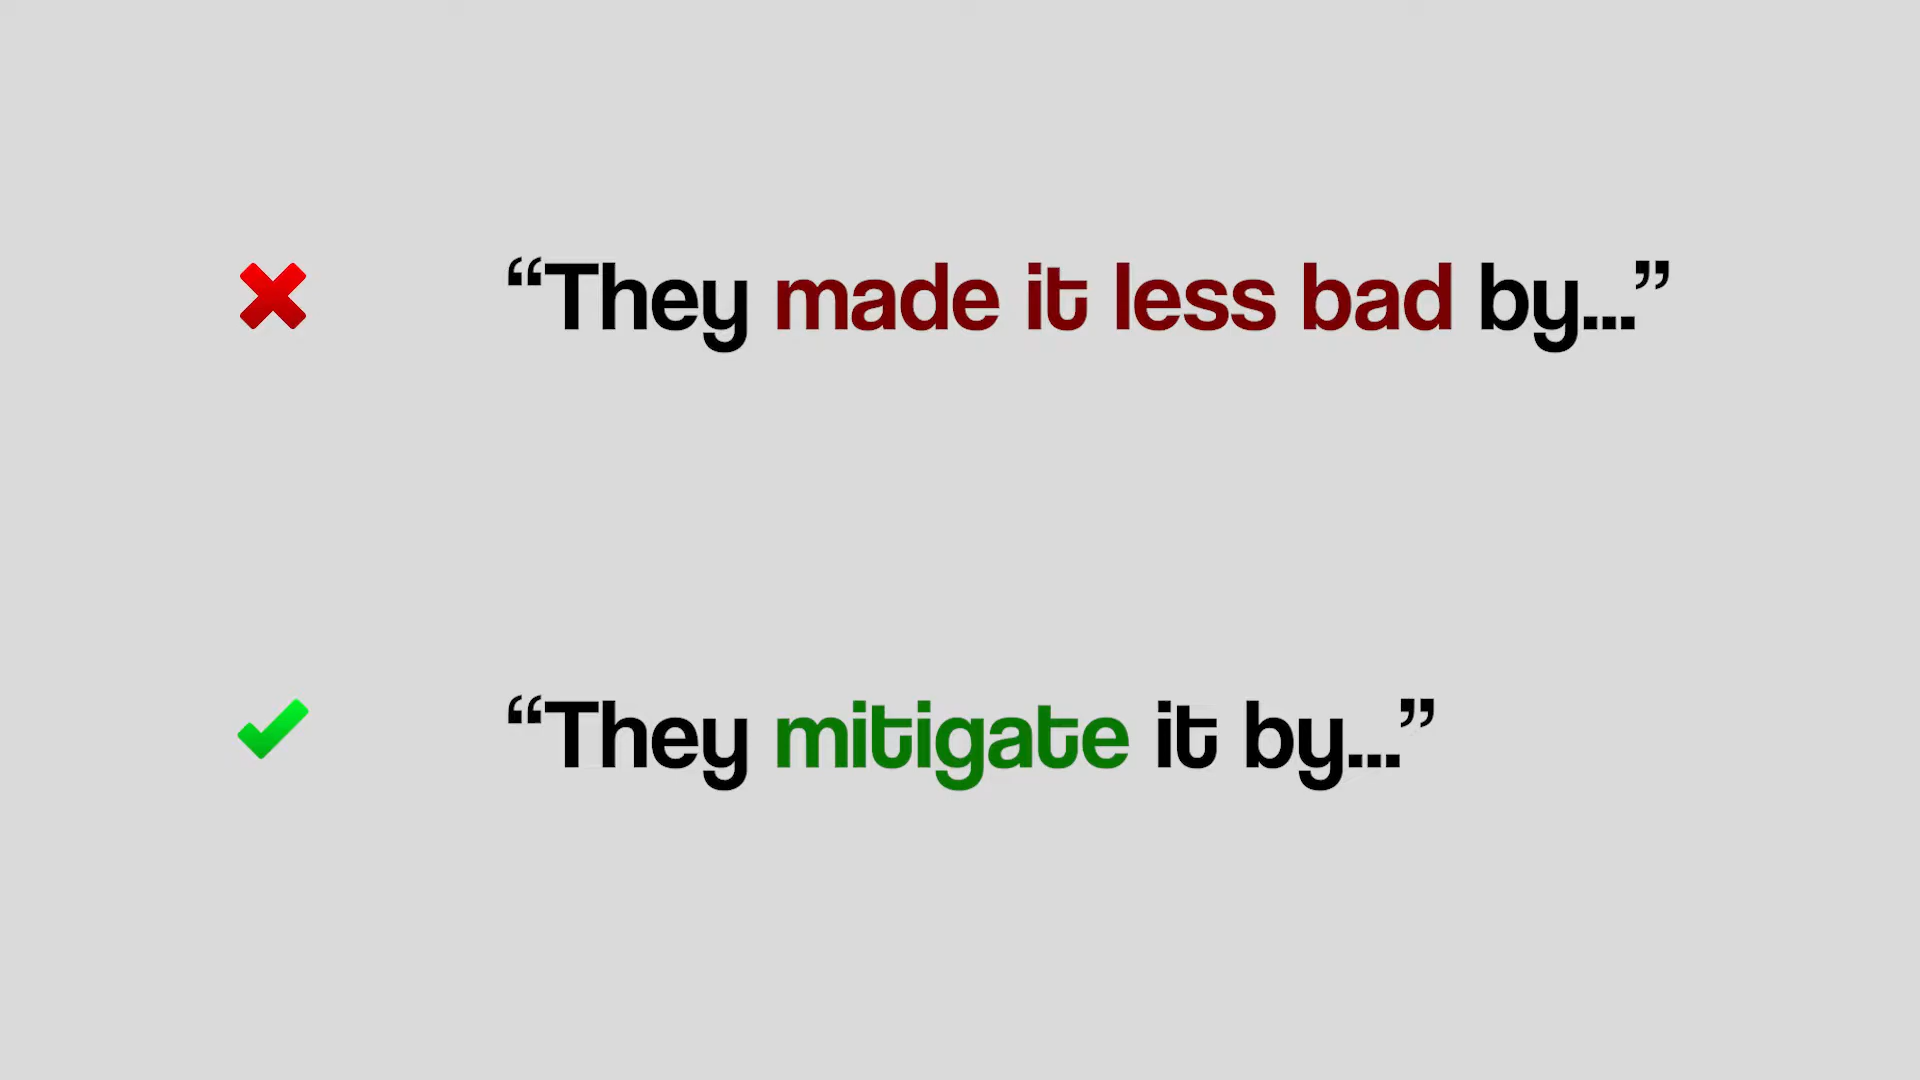 “They made it less bad by...”
“They mitigate it by...”